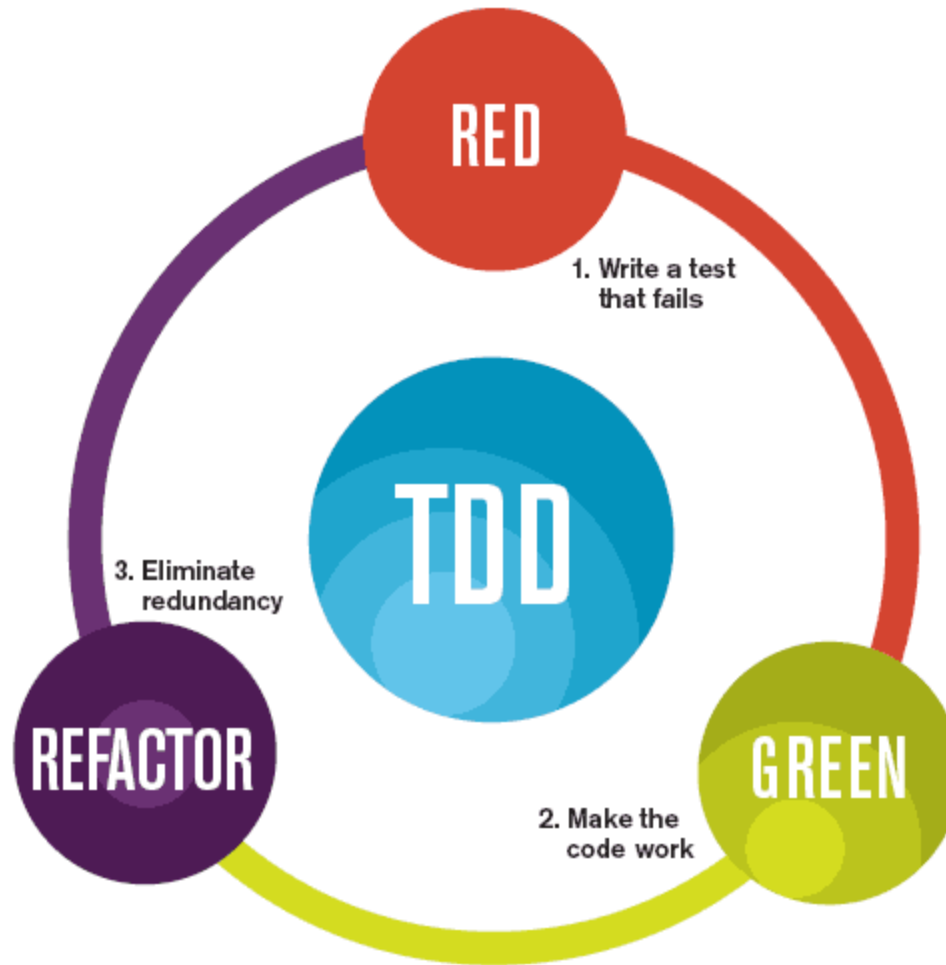 RED
1. Write a test
that fails
TDD
3. Eliminate
redundancy
REFACTOR
GREEN
2. Make the
code work